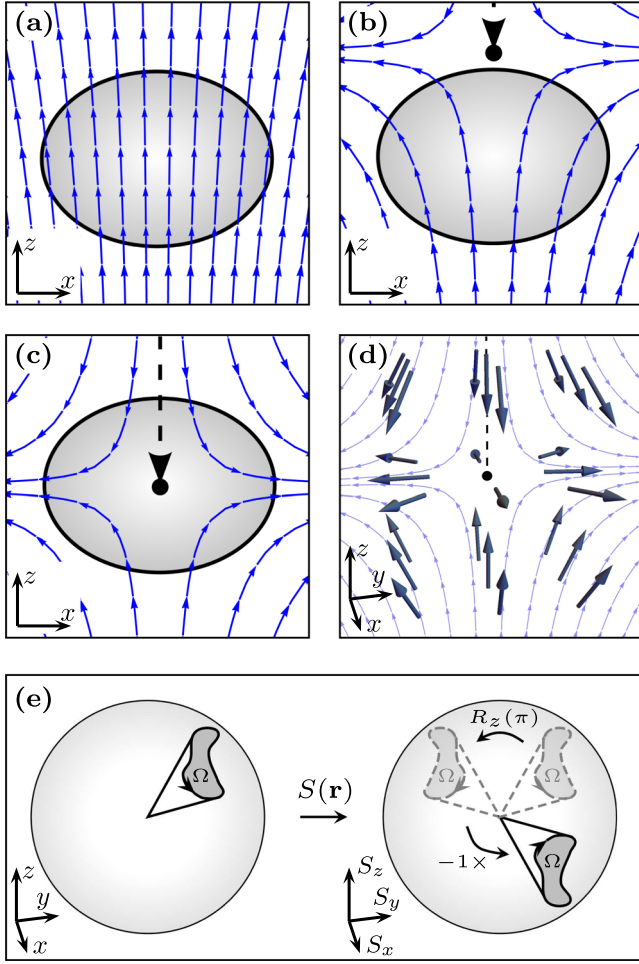 (a)
z
x
(b)
z
x
(c)
z
x
(d)
z
y
x
(e)
Ω
z
y
x
S(r)
R_z(π)
Ω
Ω
−1×
Ω
S_z
S_y
S_x